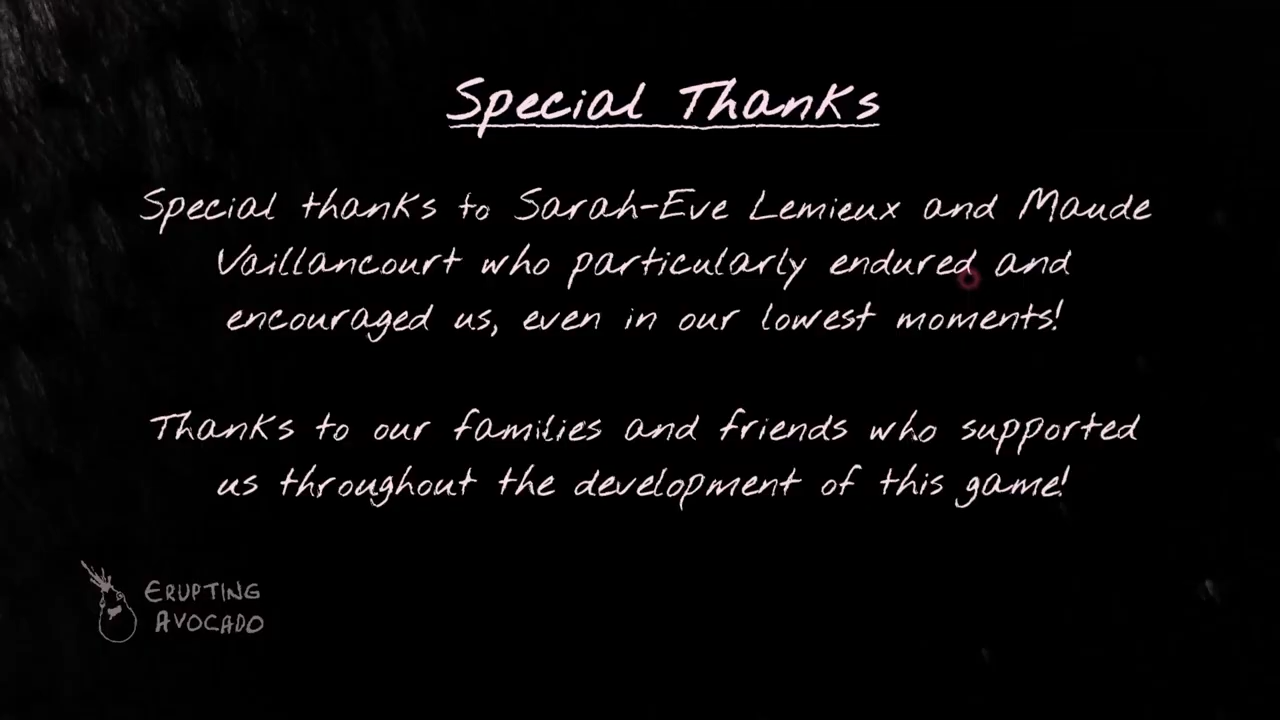 Special Thanks
Special thanks to Sarah-Eve Lemieux and Maude
Vaillancourt who particularly endured and
encouraged us, even in our lowest moments!
Thanks to our families and friends who supported
us throughout the development of this game!
ERUPTING
AVOCADO